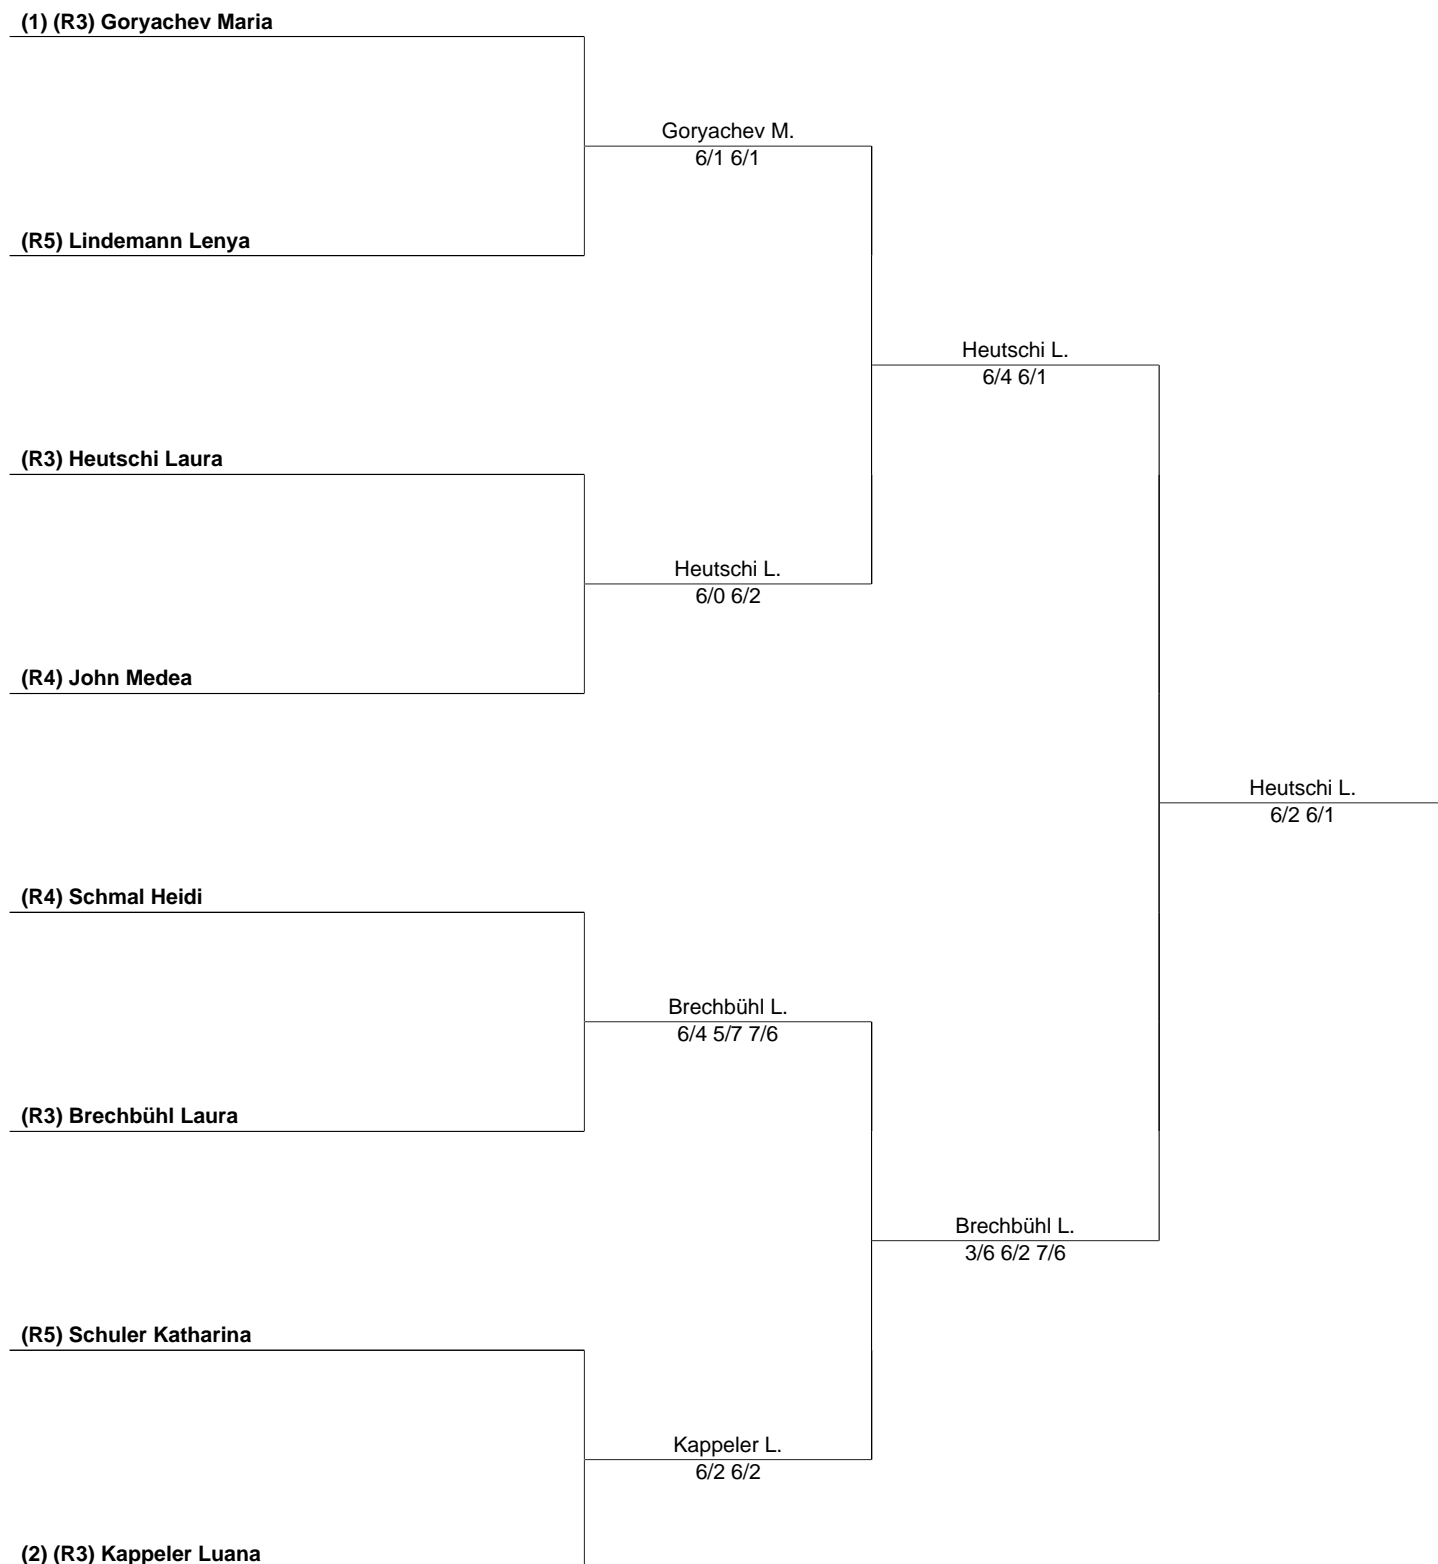 (1) (R3) Goryachev Maria
Goryachev M.
6/1 6/1
(R5) Lindemann Lenya
Heutschi L.
6/4 6/1
(R3) Heutschi Laura
Heutschi L.
6/0 6/2
(R4) John Medea
Heutschi L.
6/2 6/1
(R4) Schmal Heidi
Brechbühl L.
6/4 5/7 7/6
(R3) Brechbühl Laura
Brechbühl L.
3/6 6/2 7/6
(R5) Schuler Katharina
Kappeler L.
6/2 6/2
(2) (R3) Kappeler Luana